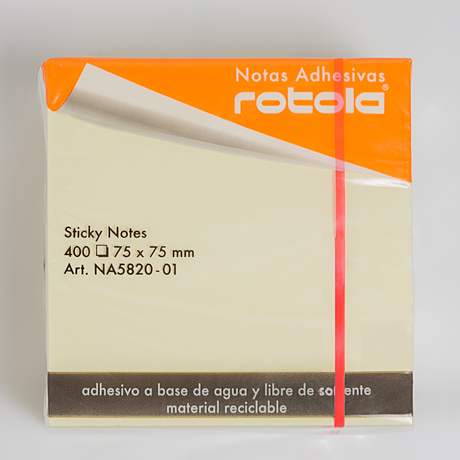 Notas Adhesivas
rotola®
Sticky Notes
400 ❏ 75 x 75 mm
Art. NA5820-01
adhesivo a base de agua y libre de solvente
material reciclable